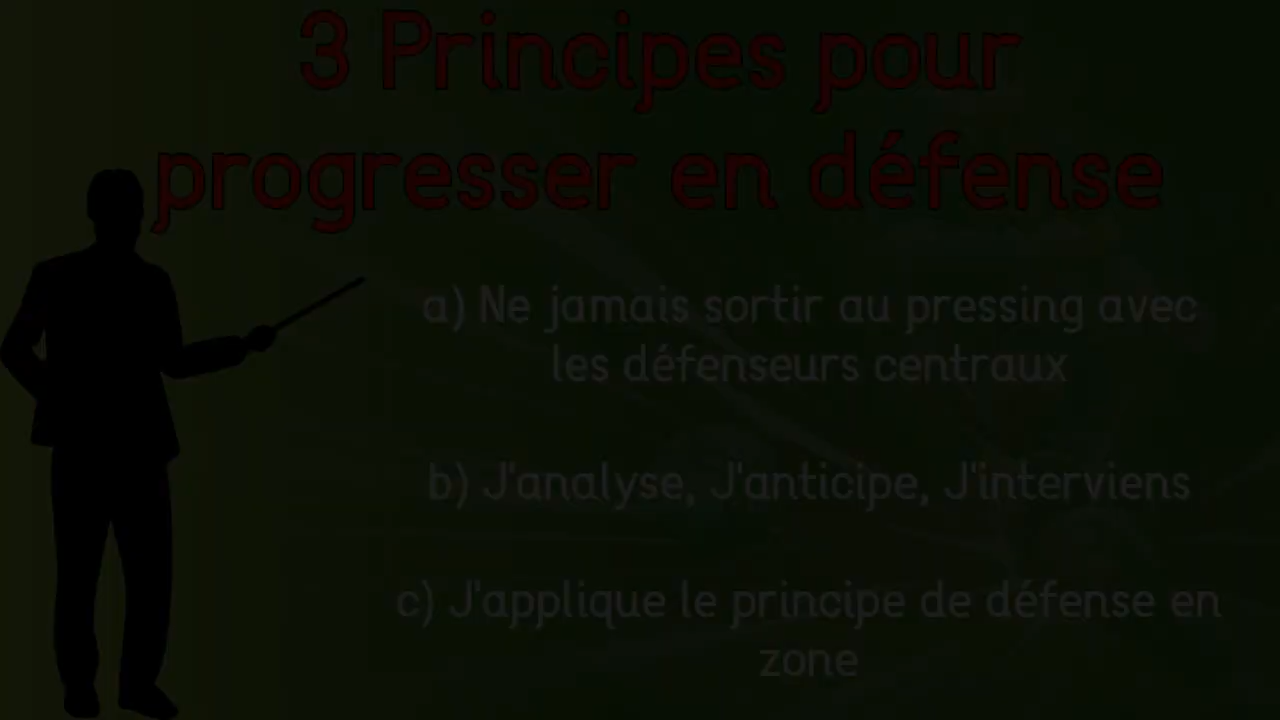 3 Principes pour
progresser en défense
a) Ne jamais sortir au pressing avec
les défenseurs centraux
b) J'analyse, J'anticipe, J'interviens
c) J'applique le principe de défense en
zone